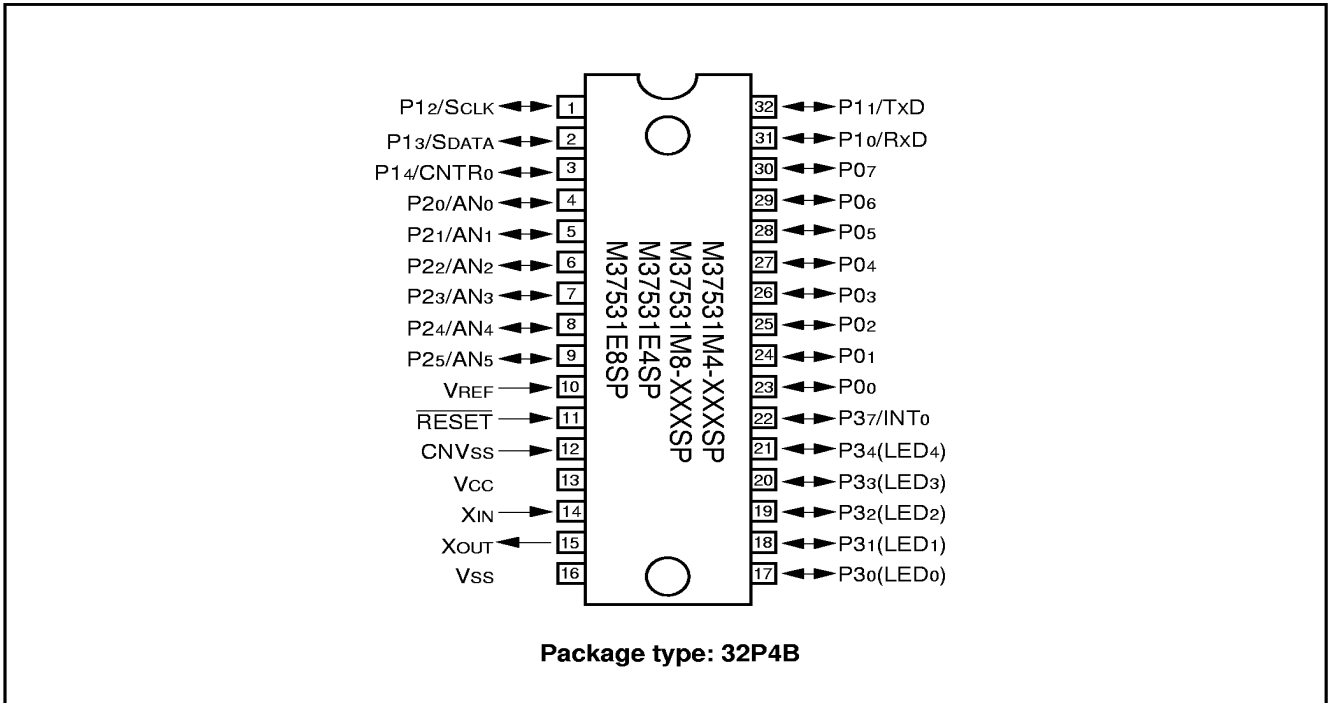 P12/SCLK 1
P13/SDATA 2
P14/CNTR0 3
P20/AN0 4
P21/AN1 5
P22/AN2 6
P23/AN3 7
P24/AN4 8
P25/AN5 9
VREF 10
RESET 11
CNVSS 12
VCC 13
XIN 14
XOUT 15
VSS 16
M37531M4-XXXSP
M37531M8-XXXSP
M37531E4SP
M37531E8SP
32 P11/TxD
31 P10/RxD
30 P07
29 P06
28 P05
27 P04
26 P03
25 P02
24 P01
23 P00
22 P37/INT0
21 P34(LED4)
20 P33(LED3)
19 P32(LED2)
18 P31(LED1)
17 P30(LED0)
Package type: 32P4B